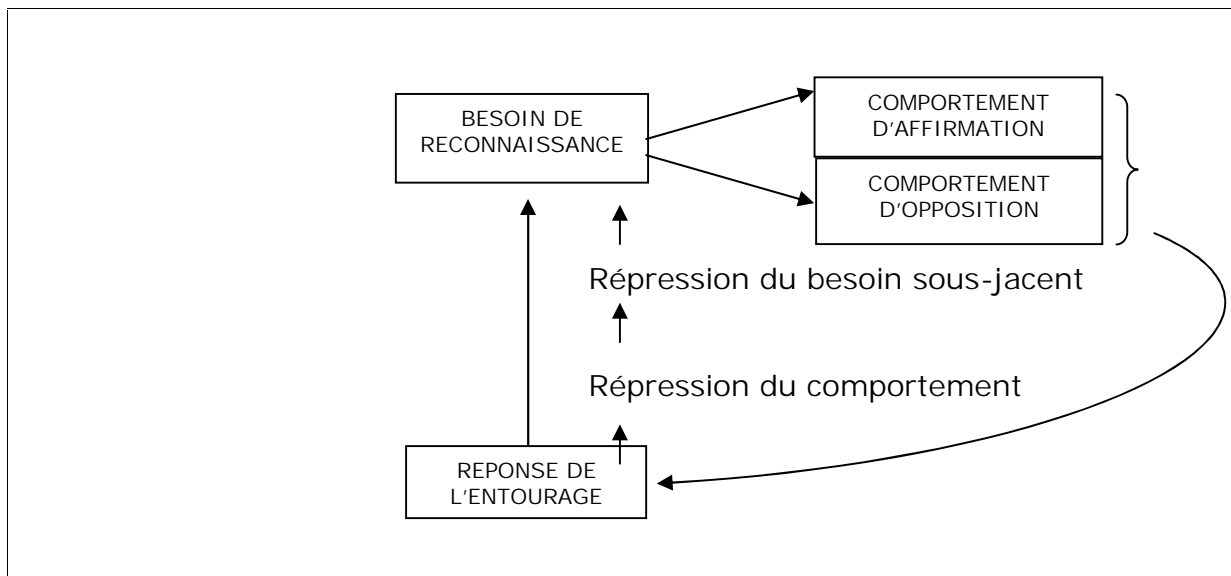 BESOIN DE
RECONNAISSANCE
COMPORTEMENT
D'AFFIRMATION
COMPORTEMENT
D'OPPOSITION
Répression du besoin sous-jacent
Répression du comportement
REPONSE DE
L'ENTOURAGE